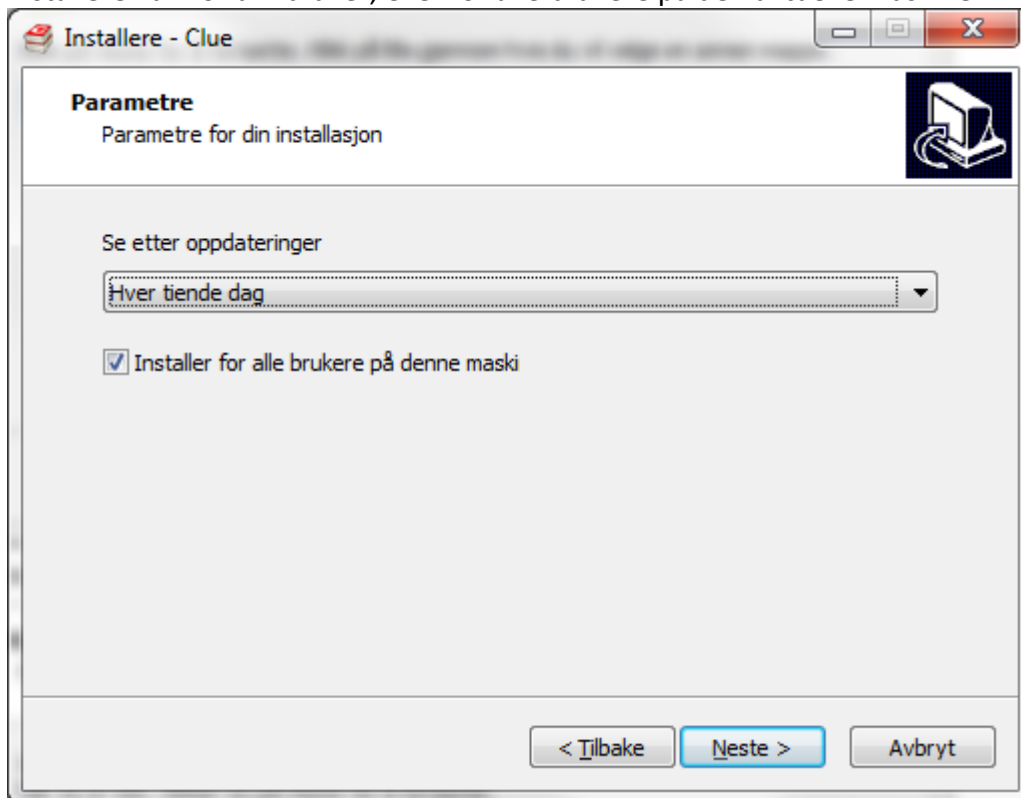 Installere - Clue
Parametre
Parametre for din installasjon
Se etter oppdateringer
Hver tiende dag
Installer for alle brukere på denne maski
< Tilbake
Neste >
Avbryt